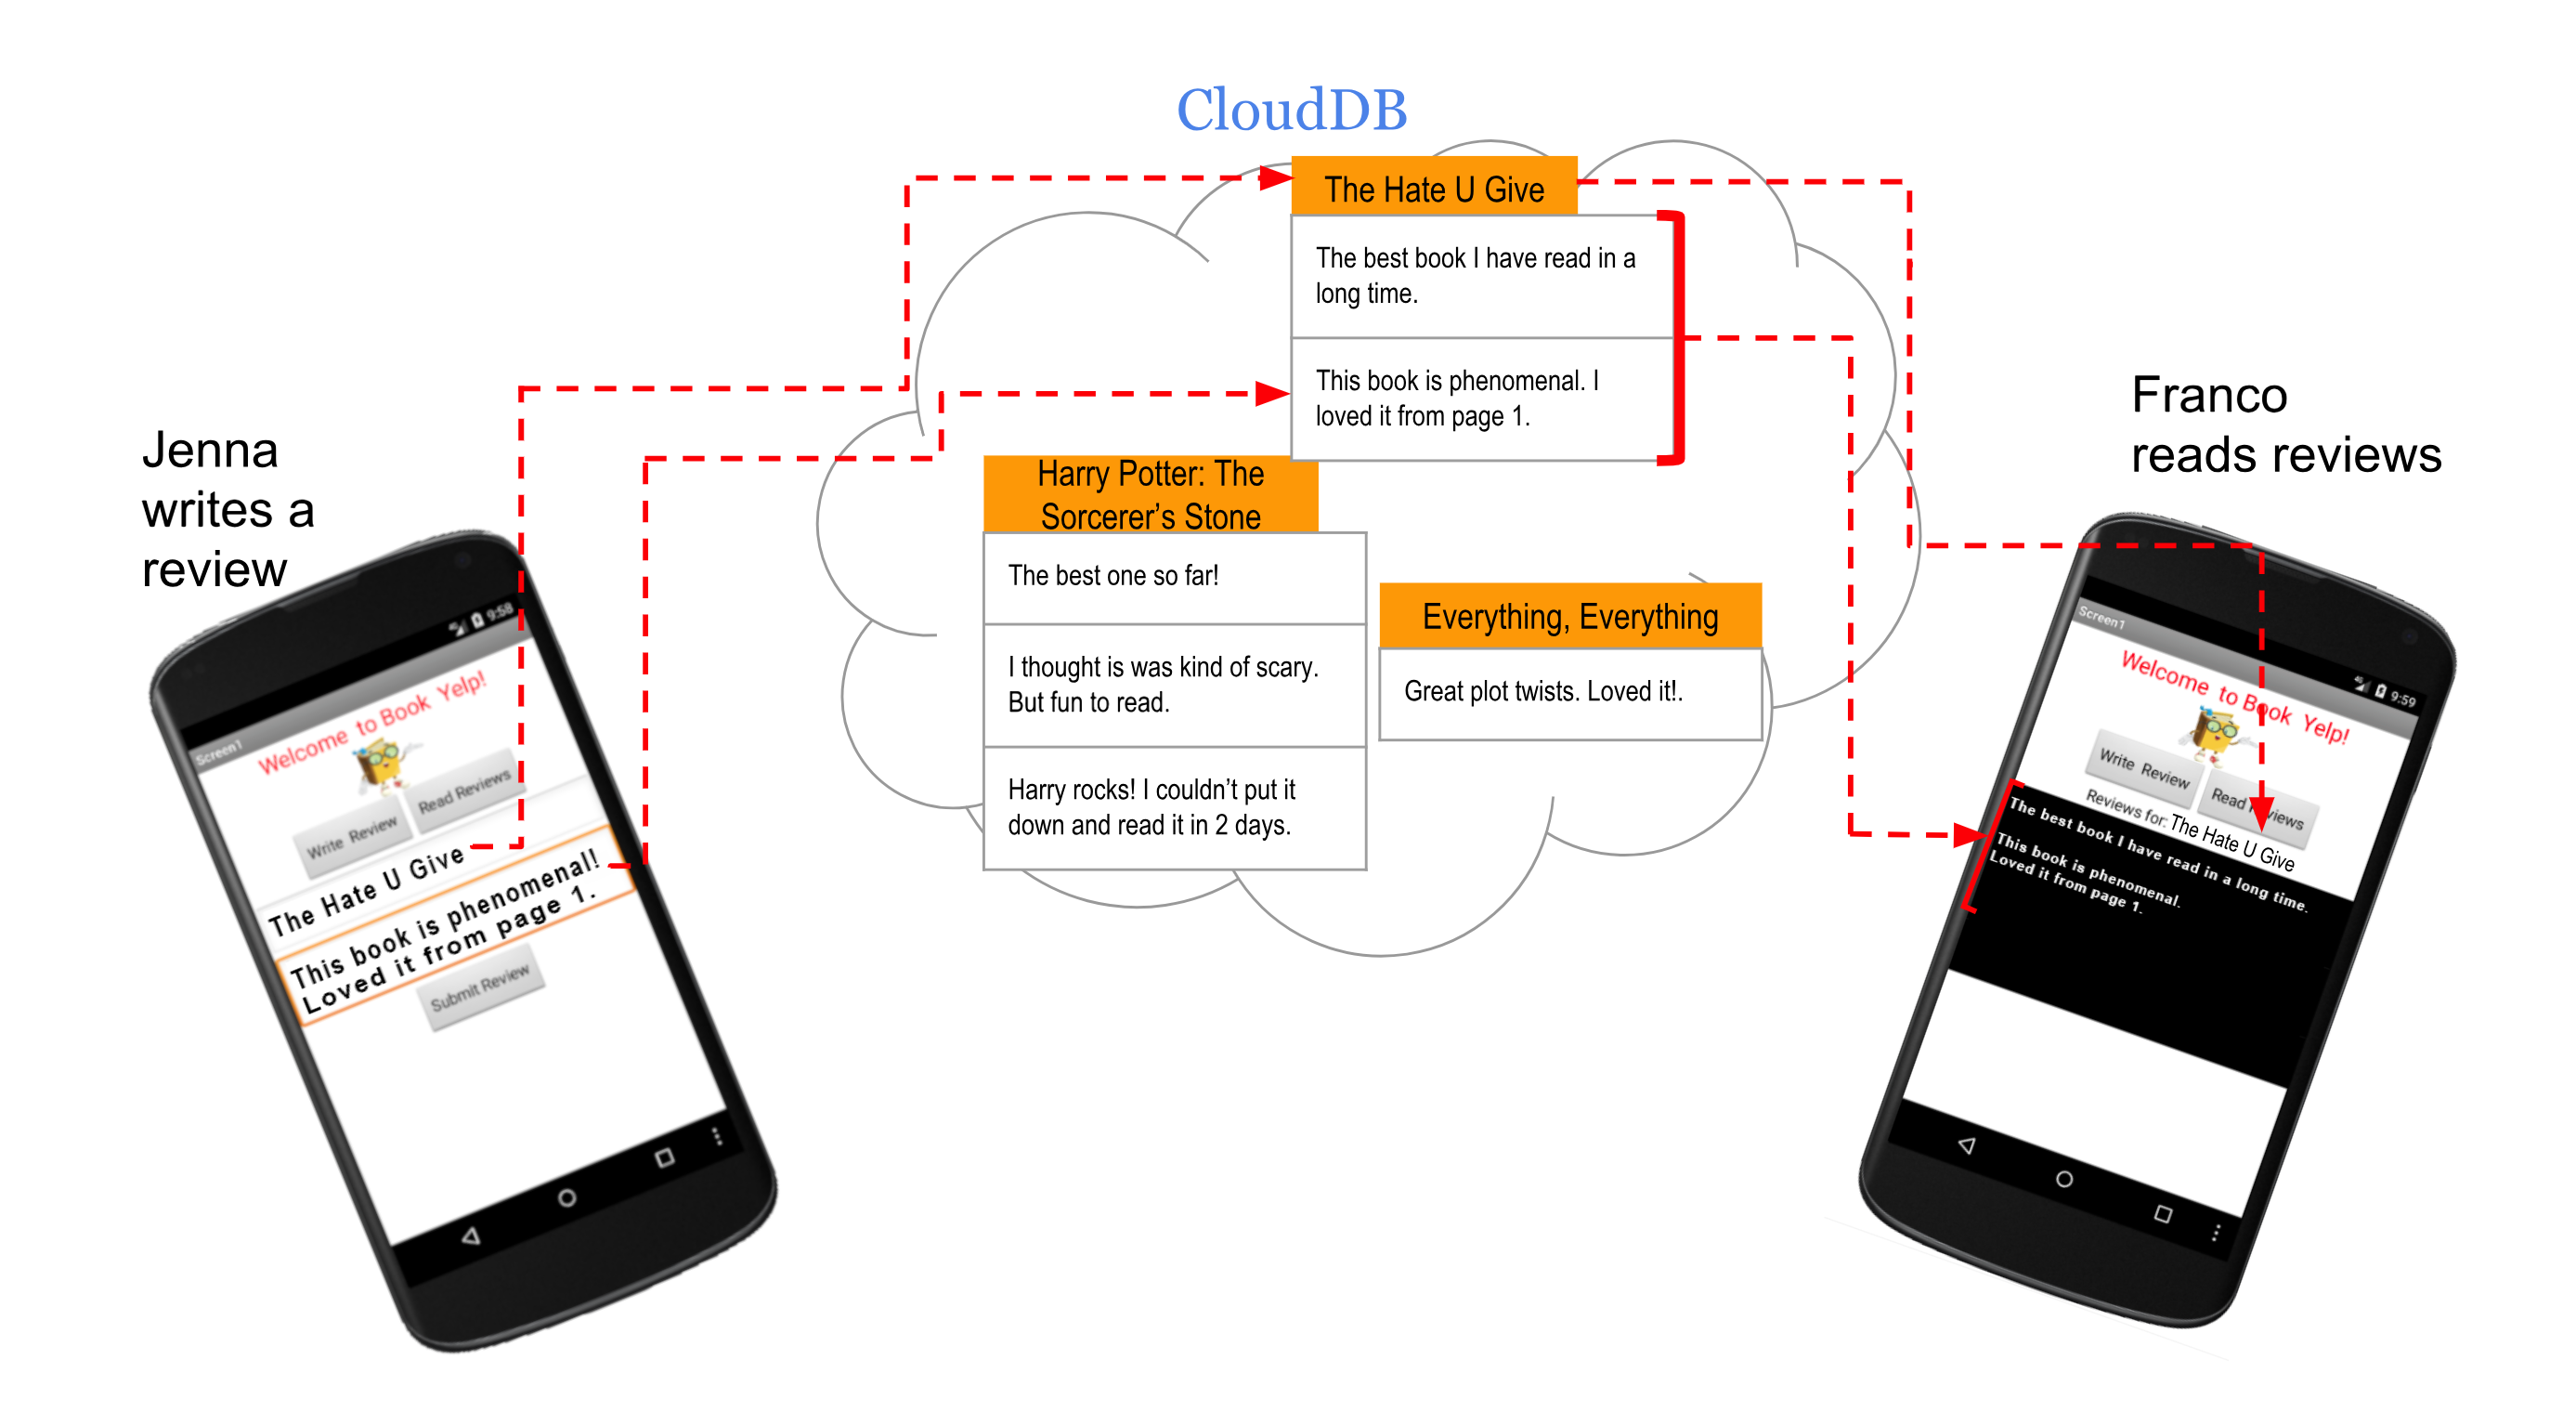 CloudDB
The Hate U Give
The best book I have read in a
long time.
This book is phenomenal. I
loved it from page 1.
Harry Potter: The
Sorcerer’s Stone
The best one so far!
I thought is was kind of scary.
But fun to read.
Harry rocks! I couldn’t put it
down and read it in 2 days.
Everything, Everything
Great plot twists. Loved it!.
Jenna
writes a
review
4G 9:58
Screen1
Welcome to Book Yelp!
Write Review
Read Reviews
The Hate U Give
This book is phenomenal!
Loved it from page 1.
Submit Review
Franco
reads reviews
4G 9:59
Screen1
Welcome to Book Yelp!
Write Review
Read Reviews
Reviews for: The Hate U Give
The best book I have read in a long time.
This book is phenomenal.
Loved it from page 1.